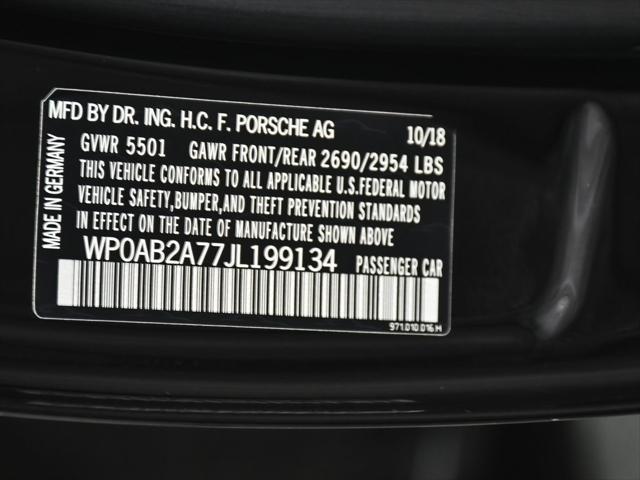 MFD BY DR. ING. H.C. F. PORSCHE AG 10/18
GVWR 5501 GAWR FRONT/REAR 2690/2954 LBS
THIS VEHICLE CONFORMS TO ALL APPLICABLE U.S.FEDERAL MOTOR
VEHICLE SAFETY,BUMPER,AND THEFT PREVENTION STANDARDS
IN EFFECT ON THE DATE OF MANUFACTURE SHOWN ABOVE.
WP0AB2A77JL199134 PASSENGER CAR
971.010.016 H
MADE IN GERMANY